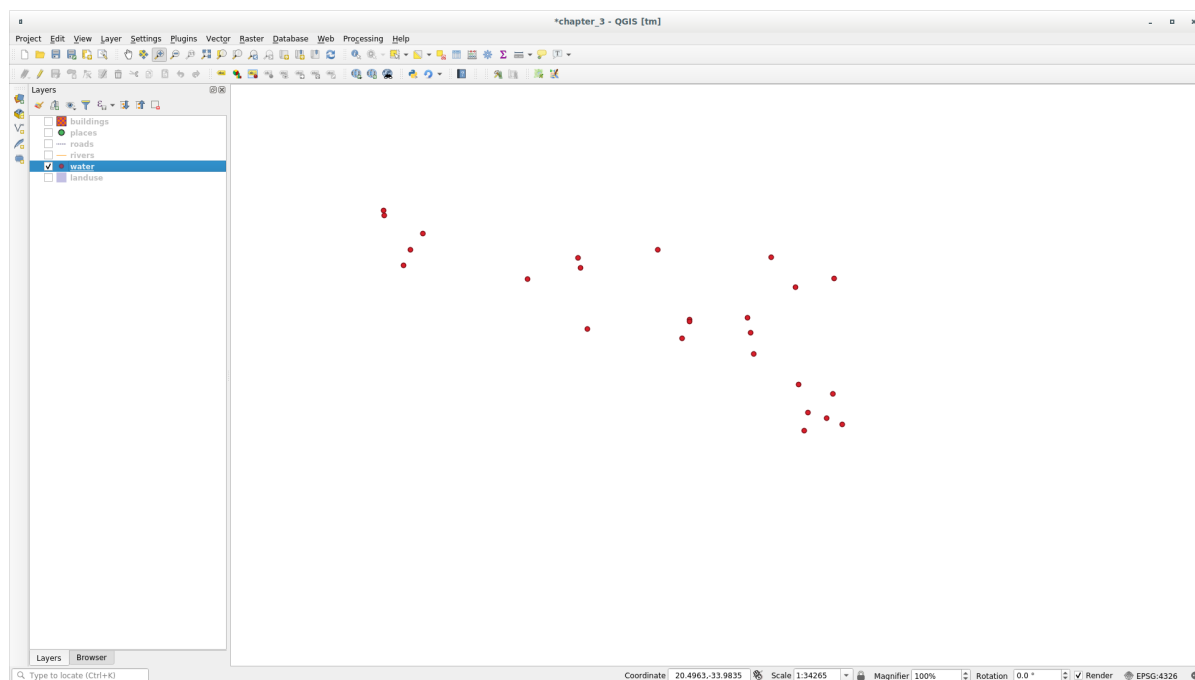 *chapter_3 - QGIS [tm]
Project Edit View Layer Settings Plugins Vector Raster Database Web Processing Help
Layers
buildings
places
roads
rivers
water
landuse
Layers Browser
Type to locate (Ctrl+K) Coordinate 20.4963,-33.9835 Scale 1:34265 Magnifier 100% Rotation 0.0 ° Render EPSG:4326